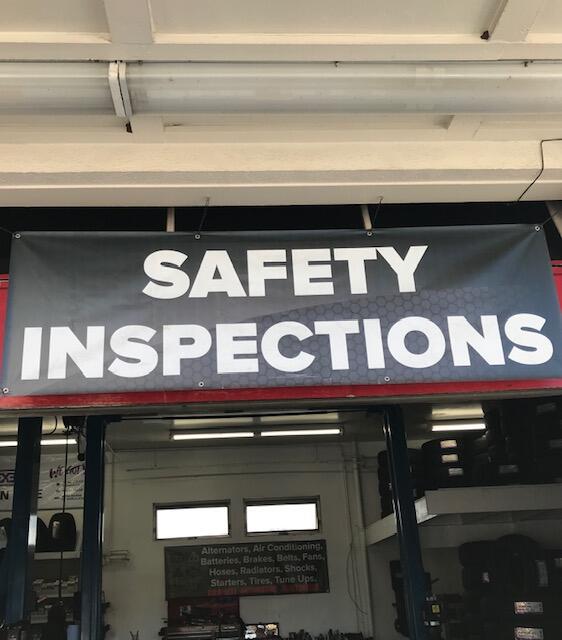 SAFETY
INSPECTIONS
Alternators, Air Conditioning,
Batteries, Brakes, Belts, Fans,
Hoses, Radiators, Shocks,
Starters, Tires, Tune Ups.